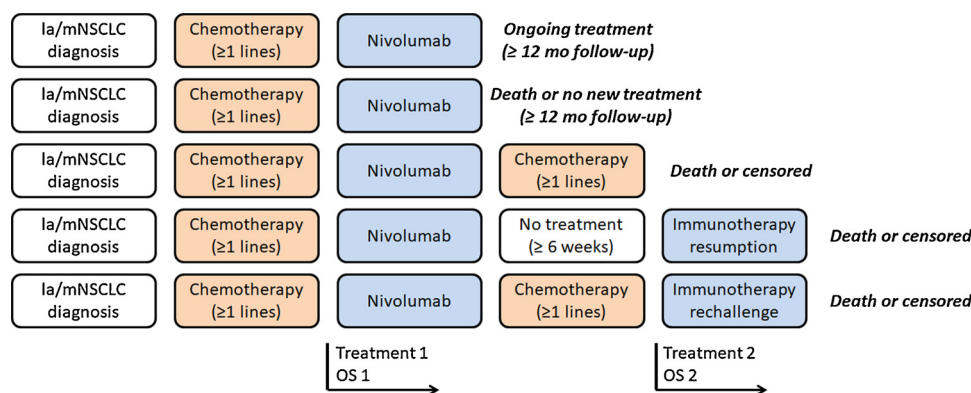 la/mNSCLC
diagnosis
Chemotherapy
(≥1 lines)
Nivolumab
Ongoing treatment
(≥ 12 mo follow-up)
la/mNSCLC
diagnosis
Chemotherapy
(≥1 lines)
Nivolumab
Death or no new treatment
(≥ 12 mo follow-up)
la/mNSCLC
diagnosis
Chemotherapy
(≥1 lines)
Nivolumab
Chemotherapy
(≥1 lines)
Death or censored
la/mNSCLC
diagnosis
Chemotherapy
(≥1 lines)
Nivolumab
No treatment
(≥ 6 weeks)
Immunotherapy
resumption
Death or censored
la/mNSCLC
diagnosis
Chemotherapy
(≥1 lines)
Nivolumab
Chemotherapy
(≥1 lines)
Immunotherapy
rechallenge
Death or censored
Treatment 1
OS 1
Treatment 2
OS 2